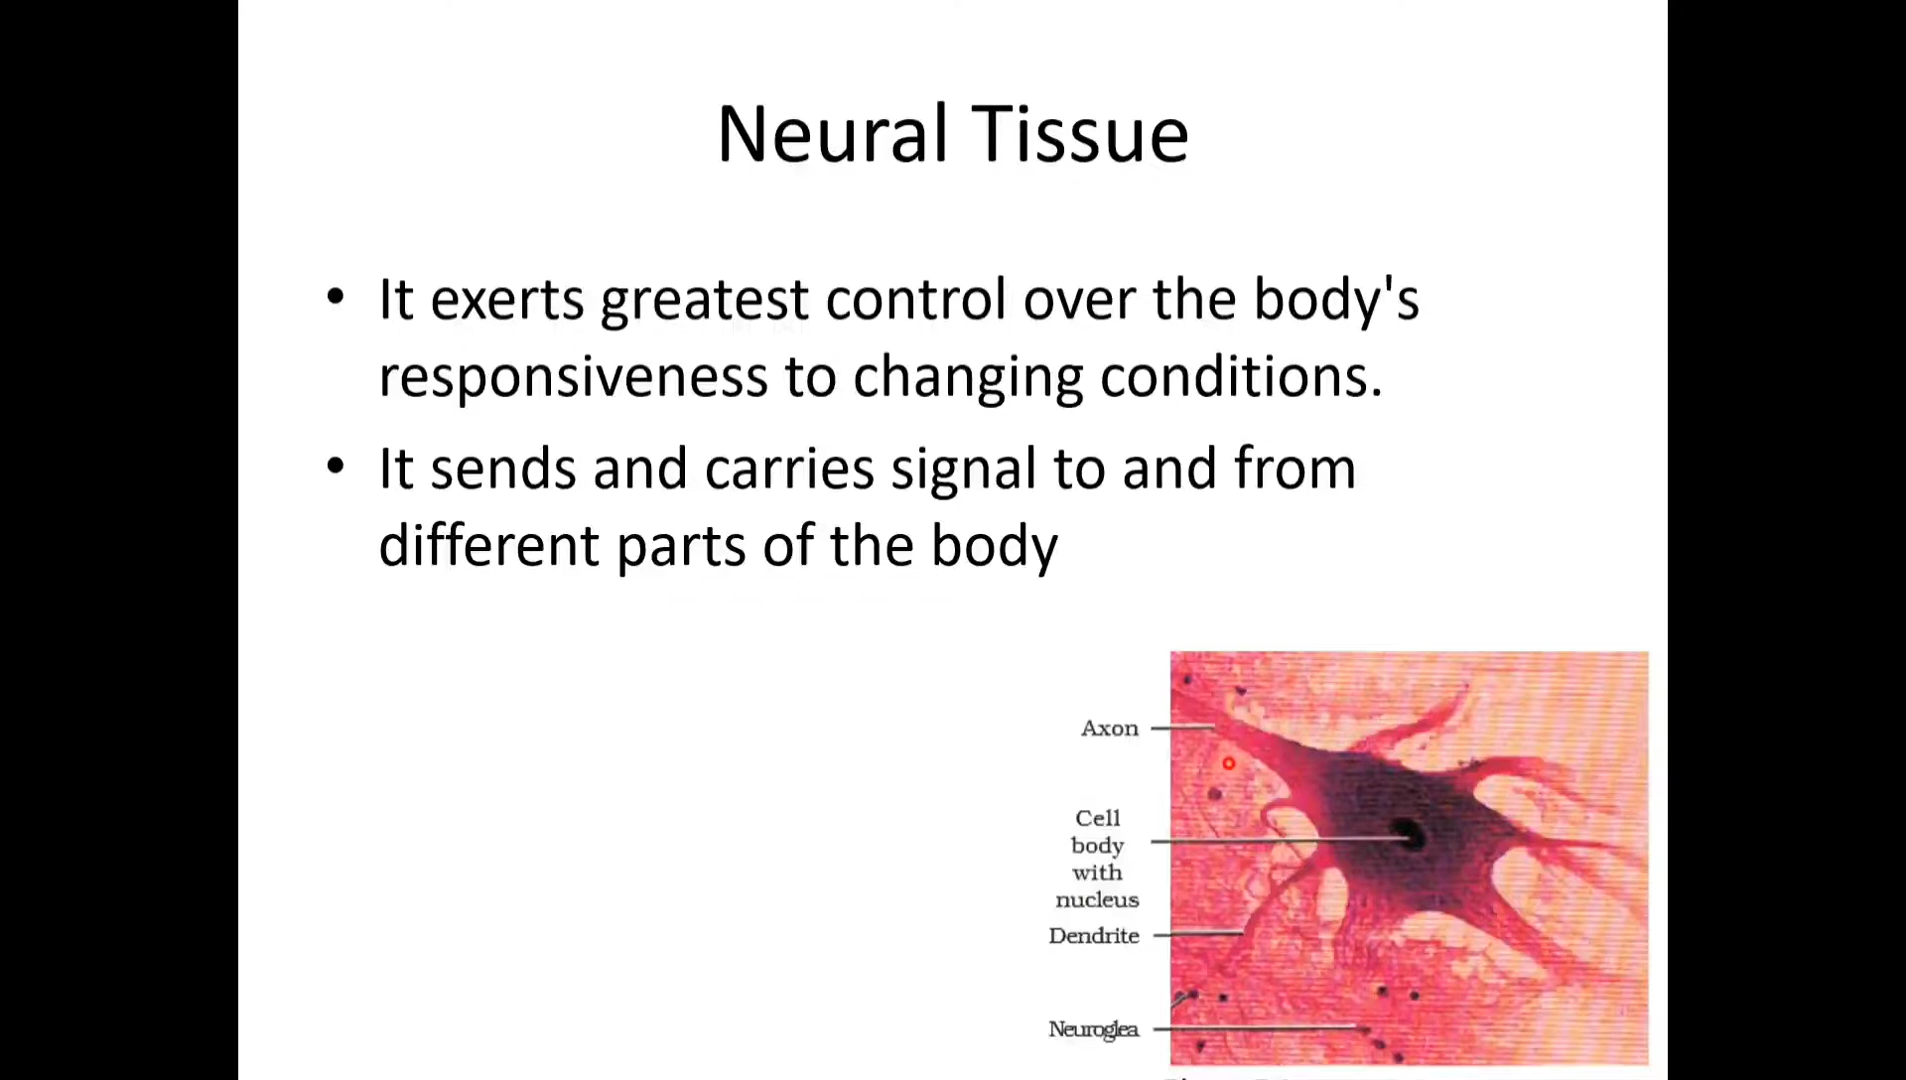 Neural Tissue
• It exerts greatest control over the body's
responsiveness to changing conditions.
• It sends and carries signal to and from
different parts of the body
Axon
Cell
body
with
nucleus
Dendrite
Neuroglea